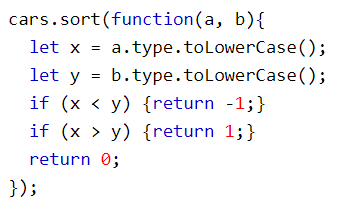 cars.sort(function(a, b){
  let x = a.type.toLowerCase();
  let y = b.type.toLowerCase();
  if (x < y) {return -1;}
  if (x > y) {return 1;}
  return 0;
});